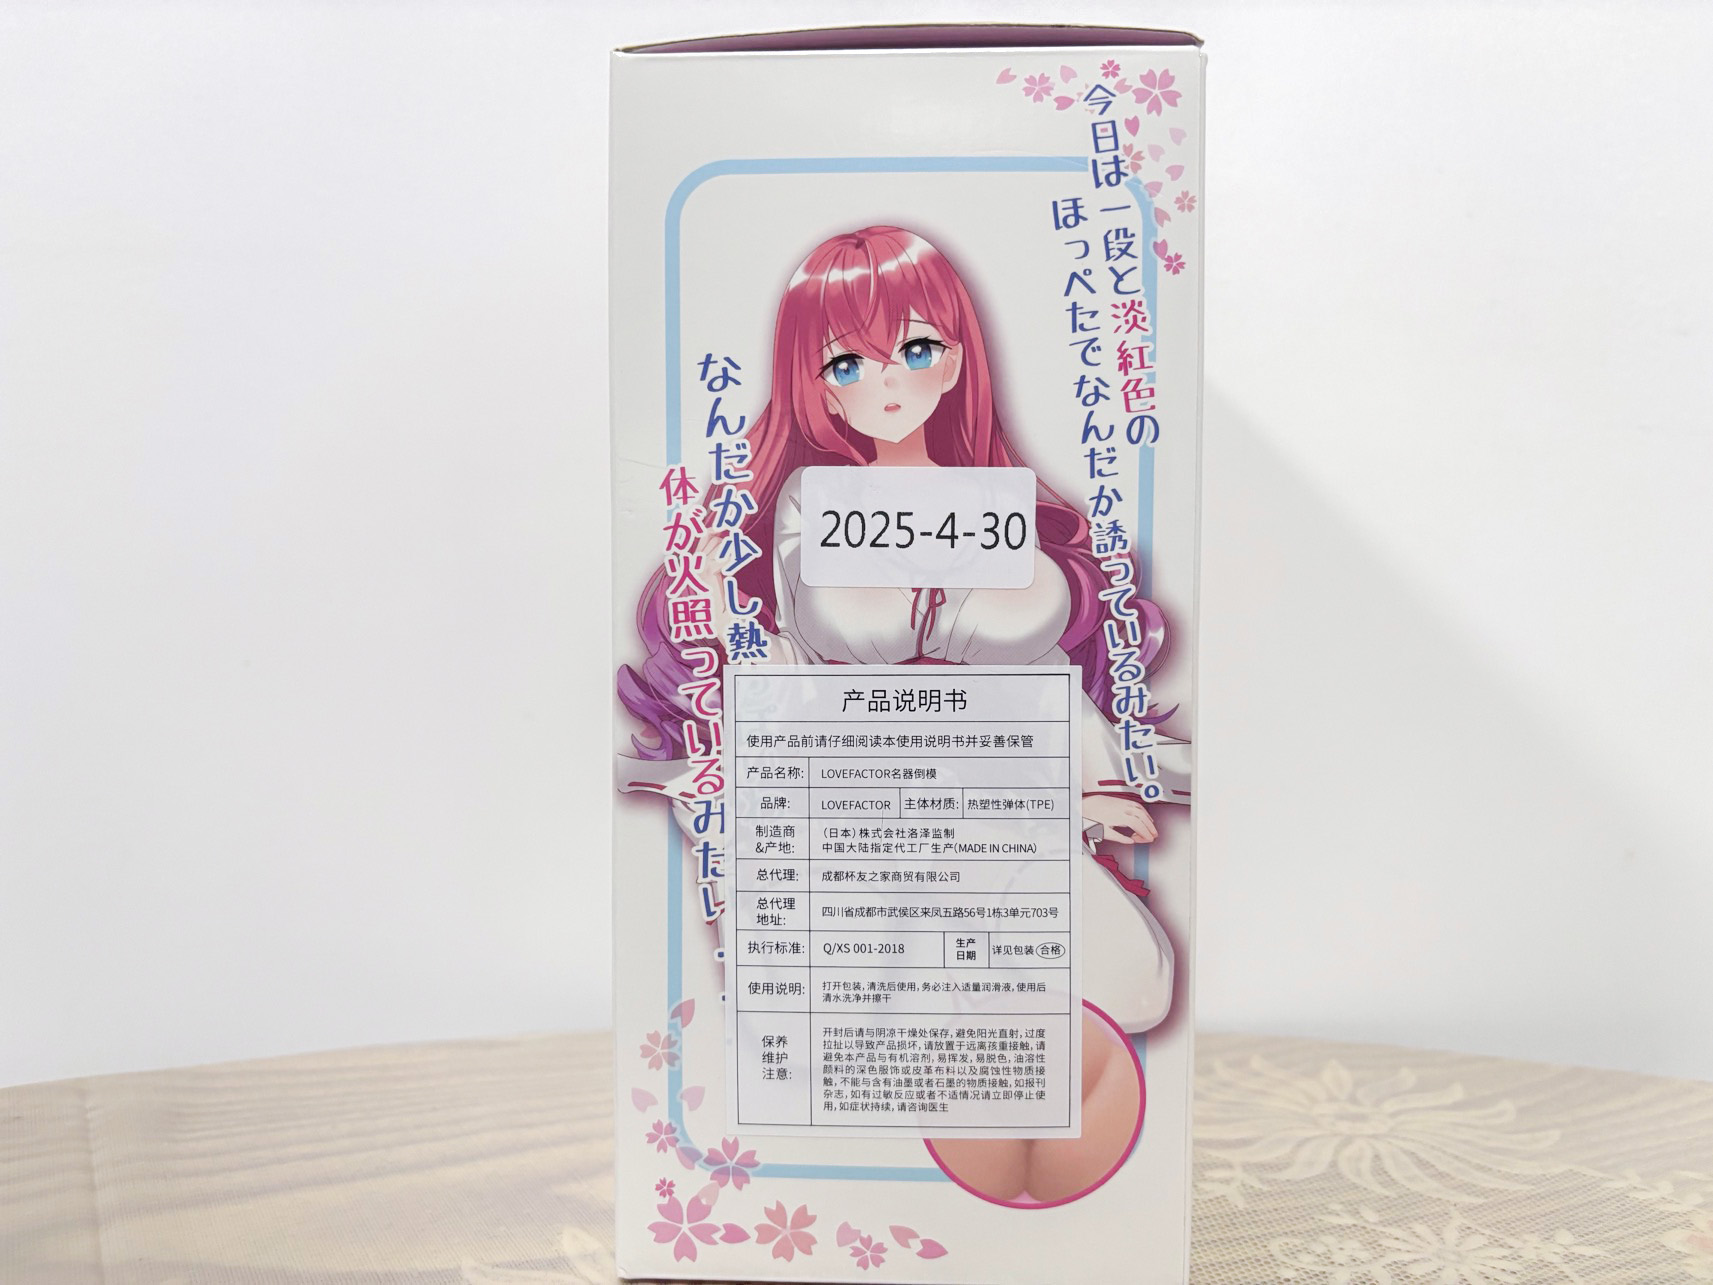 今日は一段と淡紅色の
ほっぺたでなんだか誘っているみたい。
なんだか少し熱
体が火照っているみたい
2025-4-30
产品说明书
使用产品前请仔细阅读本使用说明书并妥善保管
产品名称: LOVEFACTOR名器倒模
品牌: LOVEFACTOR 主体材质: 热塑性弹体(TPE)
制造商&产地: (日本)株式会社洛泽监制
中国大陆指定代工厂生产(MADE IN CHINA)
总代理: 成都杯友之家商贸有限公司
总代理地址: 四川省成都市武侯区来凤五路56号1栋3单元703号
执行标准: Q/XS 001-2018 生产日期 详见包装 合格
使用说明: 打开包装,清洗后使用,务必注入适量润滑液,使用后
清水洗净并擦干
保养维护注意: 开封后请与阴凉干燥处保存,避免阳光直射,过度
拉扯以导致产品损坏,请放置于远离孩童接触,请
避免本产品与有机溶剂,易挥发,易脱色,油溶性
颜料的深色服饰或皮革布料以及腐蚀性物质接
触,不能与含有油墨或者石墨的物质接触,如报刊
杂志,如有过敏反应或者不适情况请立即停止使
用,如症状持续,请咨询医生